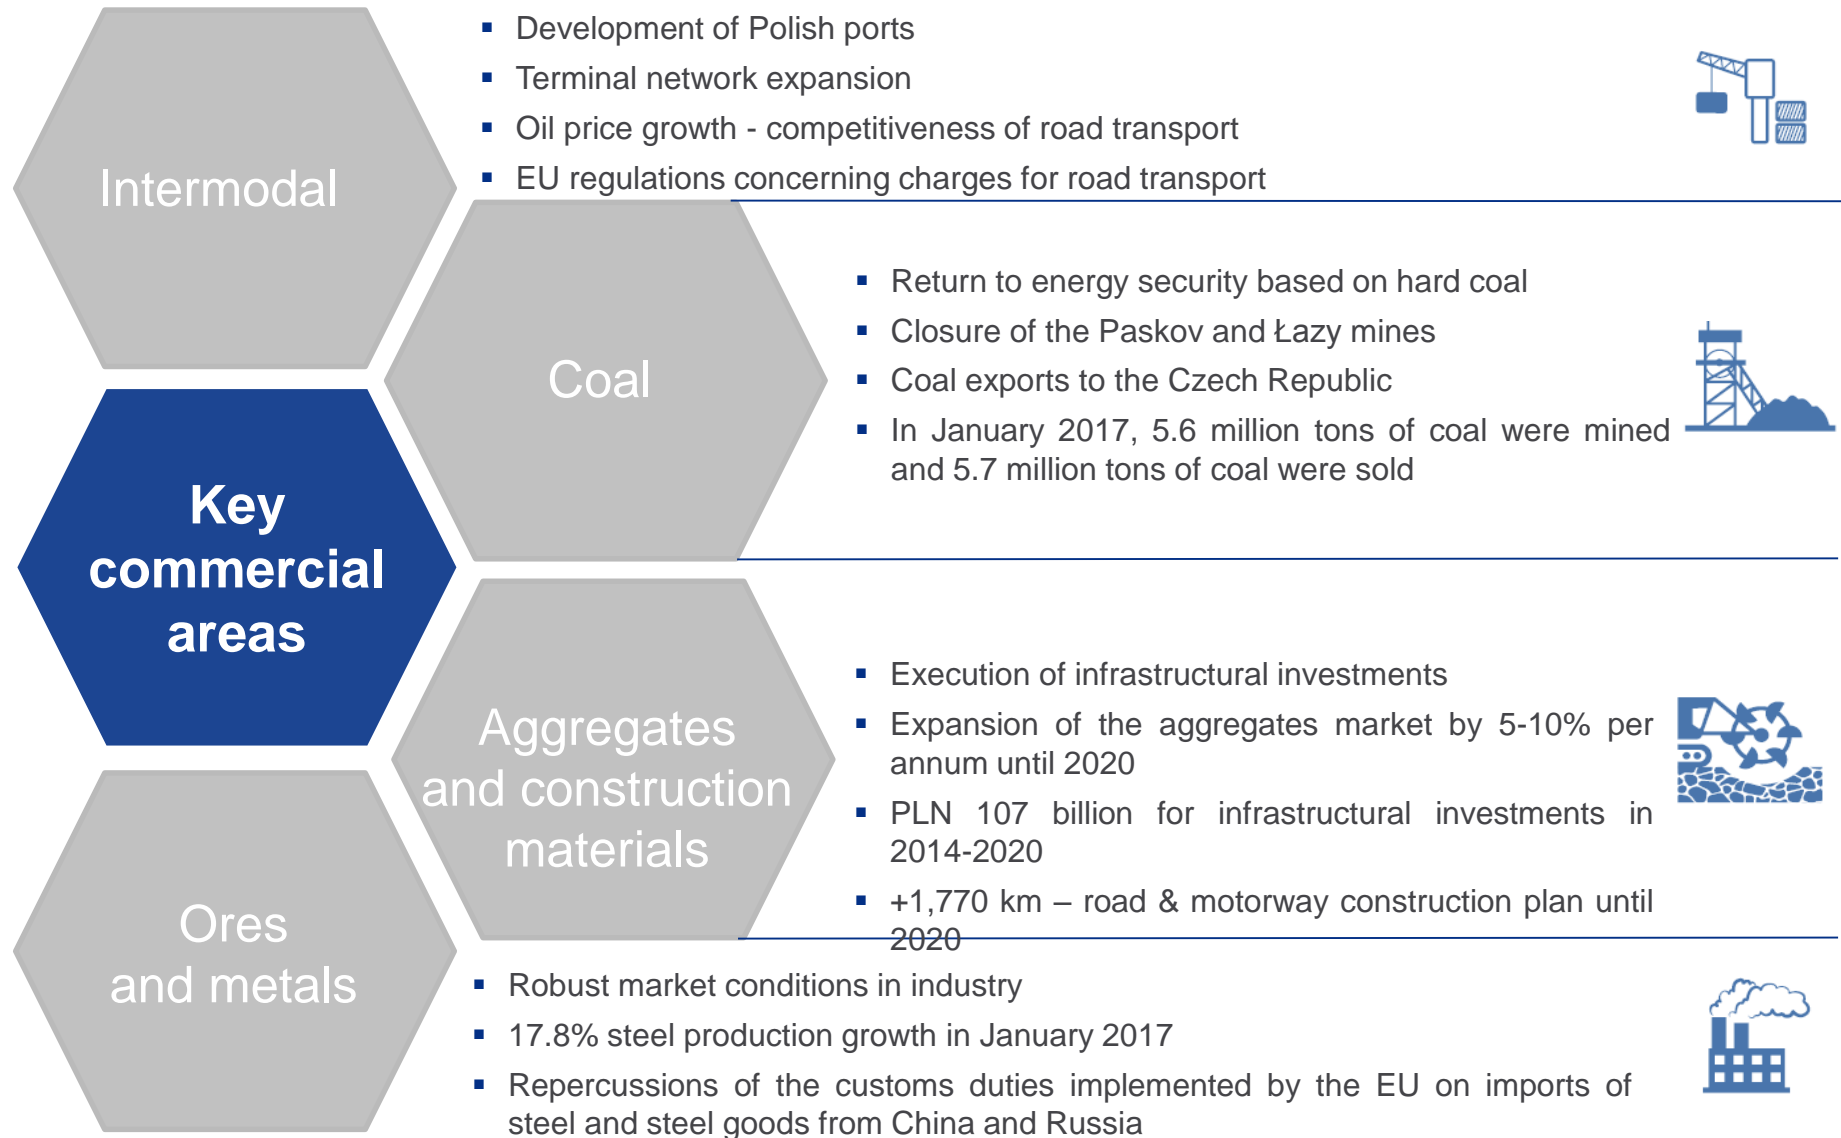 Development of Polish ports
Terminal network expansion
Oil price growth - competitiveness of road transport
EU regulations concerning charges for road transport
Intermodal
Return to energy security based on hard coal
Closure of the Paskov and Łazy mines
Coal exports to the Czech Republic
In January 2017, 5.6 million tons of coal were mined
and 5.7 million tons of coal were sold
Coal
Key
commercial
areas
Execution of infrastructural investments
Expansion of the aggregates market by 5-10% per
annum until 2020
PLN 107 billion for infrastructural investments in
2014-2020
+1,770 km – road & motorway construction plan until
2020
Aggregates
and construction
materials
Ores
and metals
Robust market conditions in industry
17.8% steel production growth in January 2017
Repercussions of the customs duties implemented by the EU on imports of
steel and steel goods from China and Russia